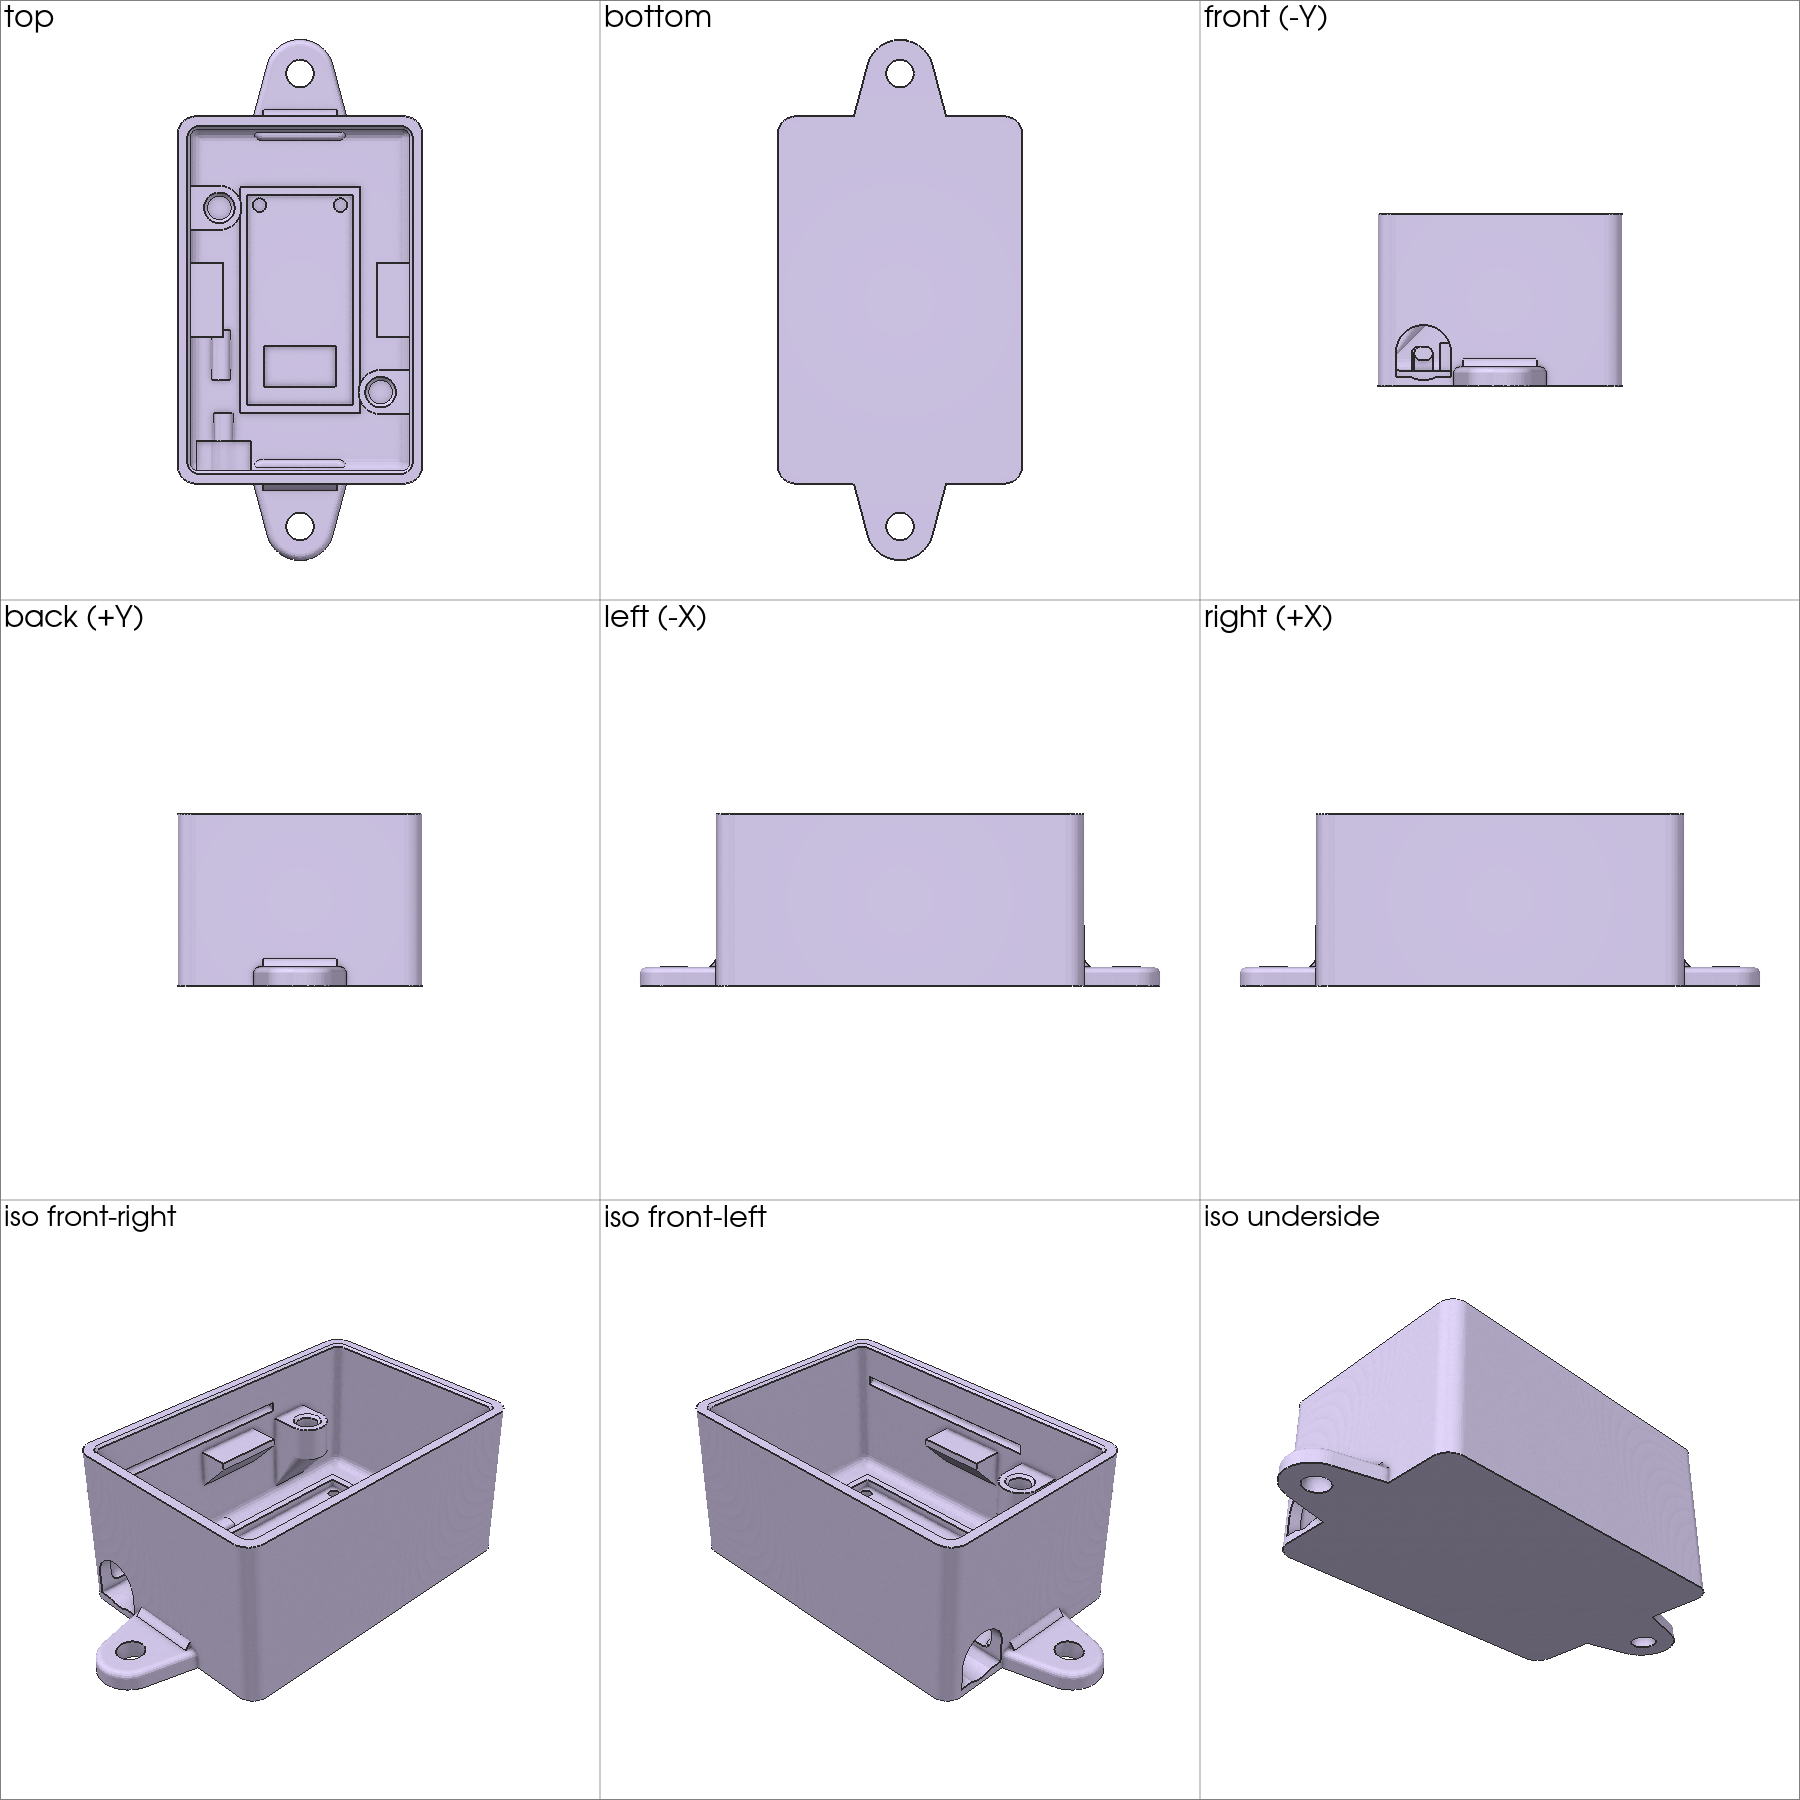 top
bottom
front (-Y)
back (+Y)
left (-X)
right (+X)
iso front-right
iso front-left
iso underside